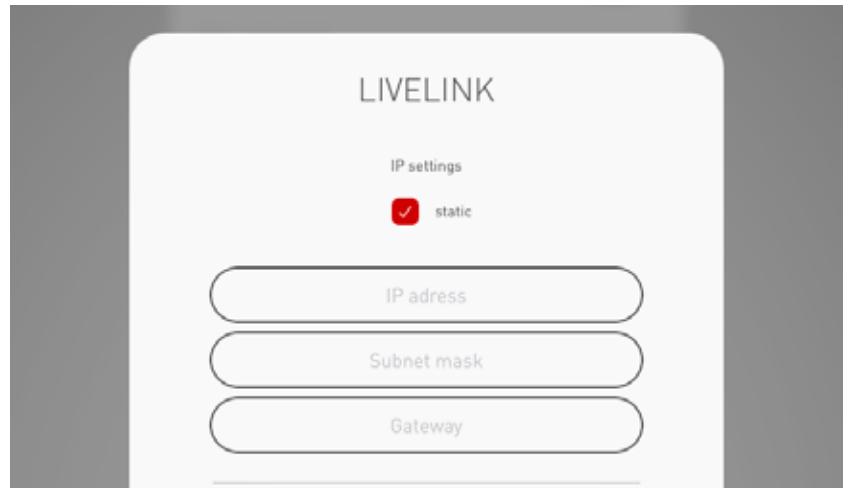 LIVELINK
IP settings
static
IP adress
Subnet mask
Gateway